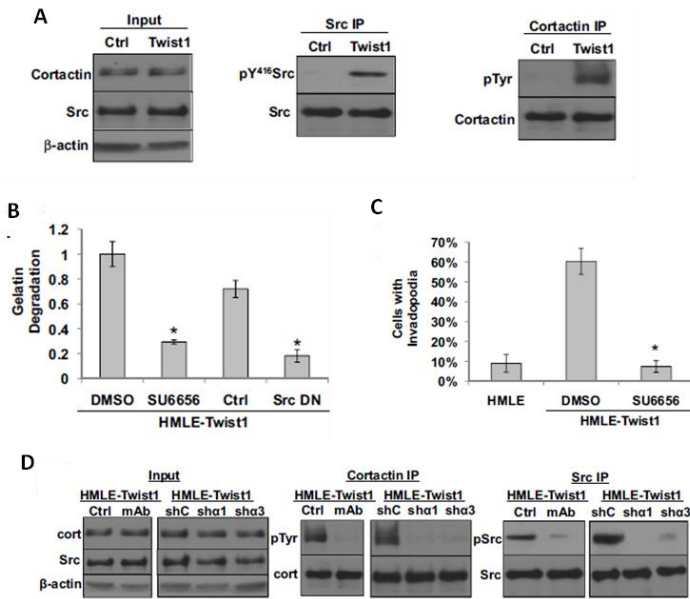 A
Input
Ctrl Twist1
Cortactin
Src
β-actin
Src IP
Ctrl Twist1
pY416Src
Src
Cortactin IP
Ctrl Twist1
pTyr
Cortactin
B
1.2
1
0.8
0.6
0.4
0.2
0
Gelatin
Degradation
*
*
DMSO SU6656 Ctrl Src DN
HMLE-Twist1
C
70%
60%
50%
40%
30%
20%
10%
0%
Cells with
Invadopodia
*
HMLE DMSO SU6656
HMLE-Twist1
D
Input
HMLE-Twist1 HMLE-Twist1
Ctrl mAb shC shα1 shα3
cort
Src
β-actin
Cortactin IP
HMLE-Twist1 HMLE-Twist1
Ctrl mAb shC shα1 shα3
pTyr
cort
Src IP
HMLE-Twist1 HMLE-Twist1
Ctrl mAb shC shα1 shα3
pSrc
Src